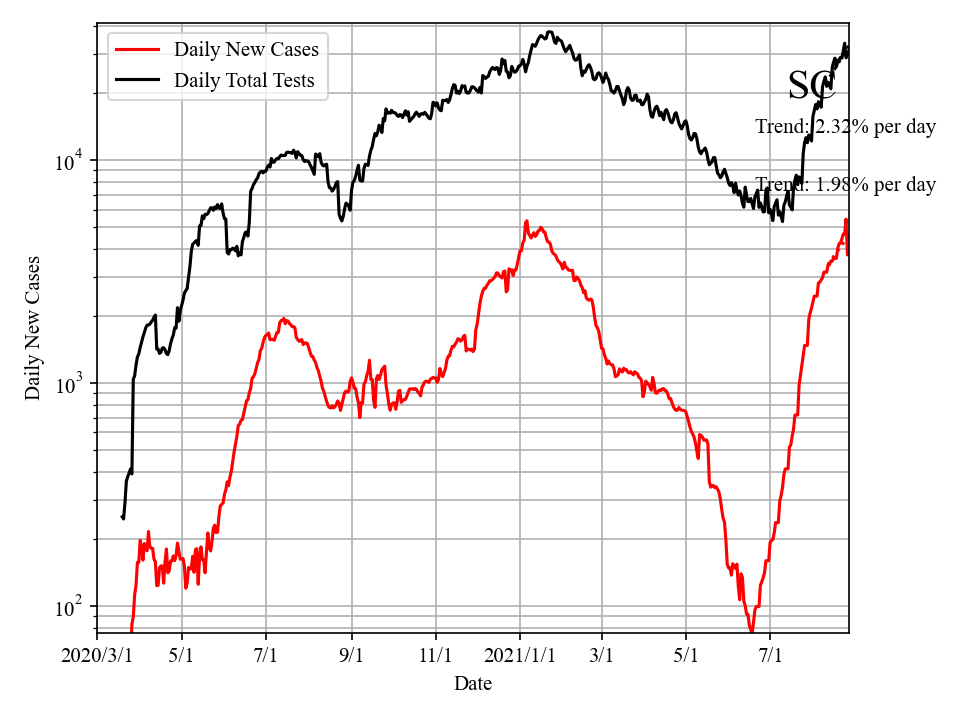 Daily New Cases
Daily Total Tests
SC
Trend: 2.32% per day
Trend: 1.98% per day
10^4
10^3
10^2
Daily New Cases
2020/3/1 5/1 7/1 9/1 11/1 2021/1/1 3/1 5/1 7/1
Date